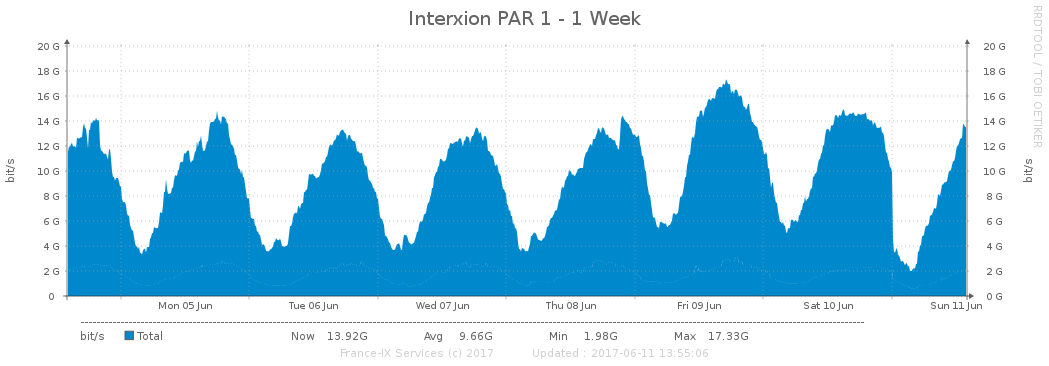 Interxion PAR 1 - 1 Week
RRDTOOL / TOBI OETIKER
20 G 20 G
18 G 18 G
16 G 16 G
14 G 14 G
12 G 12 G
10 G 10 G
8 G 8 G
6 G 6 G
4 G 4 G
2 G 2 G
0 0 G
bit/s
bit/s
Mon 05 Jun Tue 06 Jun Wed 07 Jun Thu 08 Jun Fri 09 Jun Sat 10 Jun Sun 11 Jun
bit/s Total Now 13.92G Avg 9.66G Min 1.98G Max 17.33G
France-IX Services (c) 2017 Updated : 2017-06-11 13:55:06